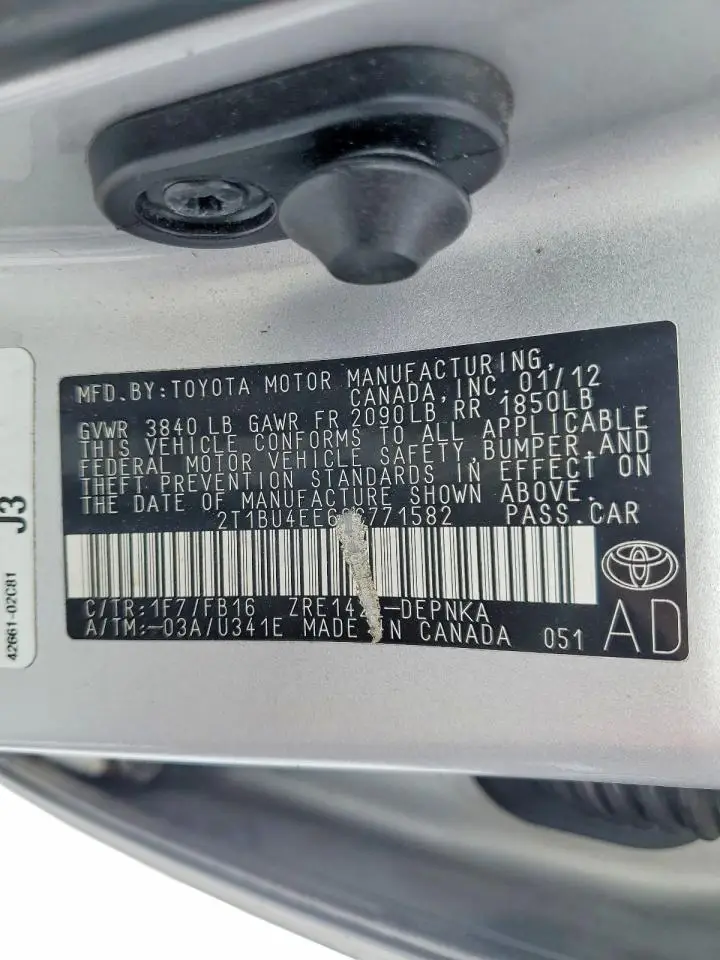 MFD.BY:TOYOTA MOTOR MANUFACTURING,
CANADA, INC. 01/12
GVWR 3840 LB GAWR FR 2090LB, RR 1850LB
THIS VEHICLE CONFORMS TO ALL APPLICABLE
FEDERAL MOTOR VEHICLE SAFETY, BUMPER, AND
THEFT PREVENTION STANDARDS IN EFFECT ON
THE DATE OF MANUFACTURE SHOWN ABOVE.
PASS.CAR
C/TR:1F7/FB16 -DEPNKA
A/TM:-03A/U341E MADE IN CANADA 051
AD
J3
42661-02C81